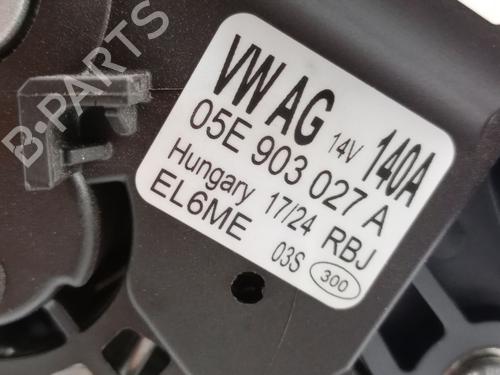 B-PARTS
VW AG 14V 140A
05E 903 027 A
Hungary 17/24 RBJ
EL6ME 03S 300